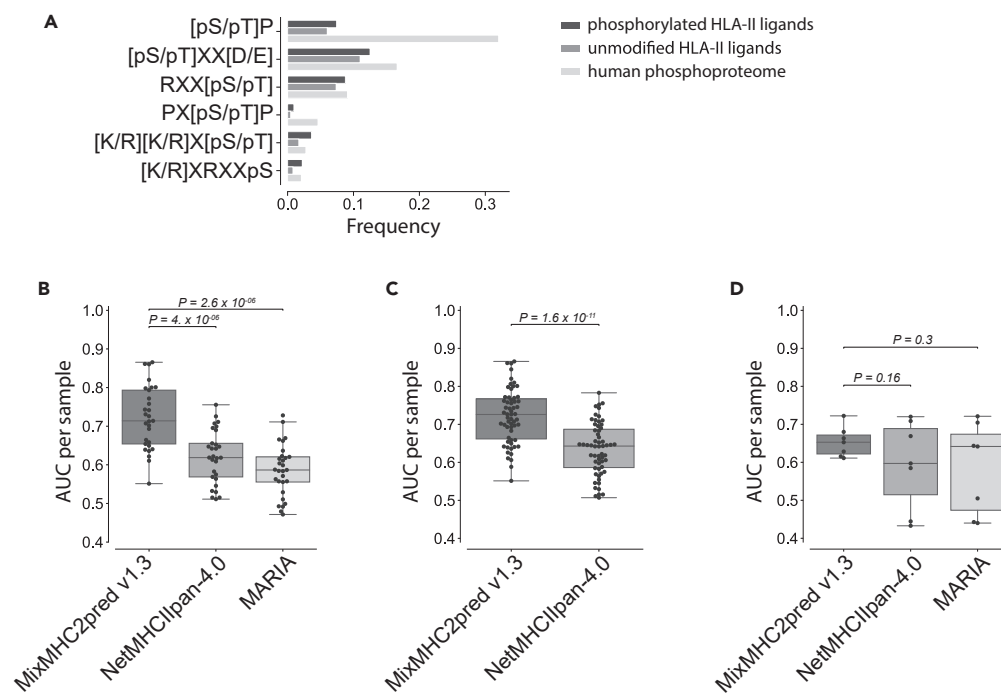 A
[pS/pT]P
[pS/pT]XX[D/E]
RXX[pS/pT]
PX[pS/pT]P
[K/R][K/R]X[pS/pT]
[K/R]XRXXpS
0.0 0.1 0.2 0.3
Frequency
phosphorylated HLA-II ligands
unmodified HLA-II ligands
human phosphoproteome
B
AUC per sample
1.0
0.9
0.8
0.7
0.6
0.5
0.4
P = 2.6 x 10-06
P = 4. x 10-06
MixMHC2pred v1.3
NetMHCIIpan-4.0
MARIA
C
AUC per sample
1.0
0.9
0.8
0.7
0.6
0.5
0.4
P = 1.6 x 10-11
MixMHC2pred v1.3
NetMHCIIpan-4.0
D
AUC per sample
1.0
0.9
0.8
0.7
0.6
0.5
0.4
P = 0.3
P = 0.16
MixMHC2pred v1.3
NetMHCIIpan-4.0
MARIA